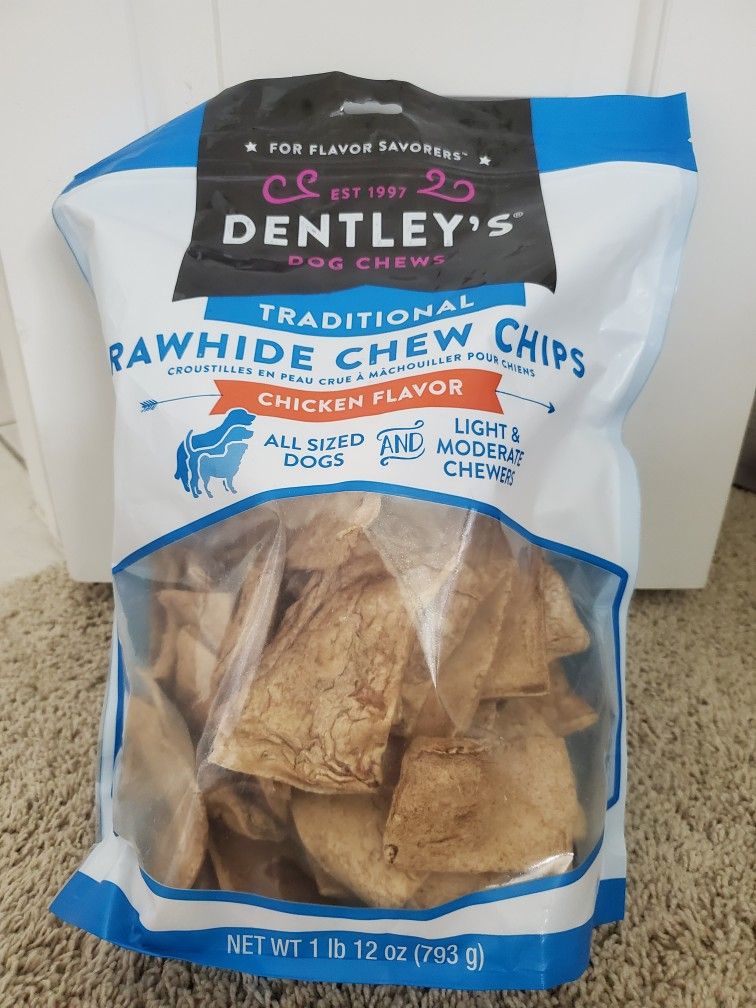 ★ FOR FLAVOR SAVORERS™ ★
EST 1997
DENTLEY'S®
DOG CHEWS
TRADITIONAL
RAWHIDE CHEW CHIPS
CROUSTILLES EN PEAU CRUE À MÂCHOUILLER POUR CHIENS
CHICKEN FLAVOR
ALL SIZED DOGS AND LIGHT & MODERATE CHEWERS
NET WT 1 lb 12 oz (793 g)